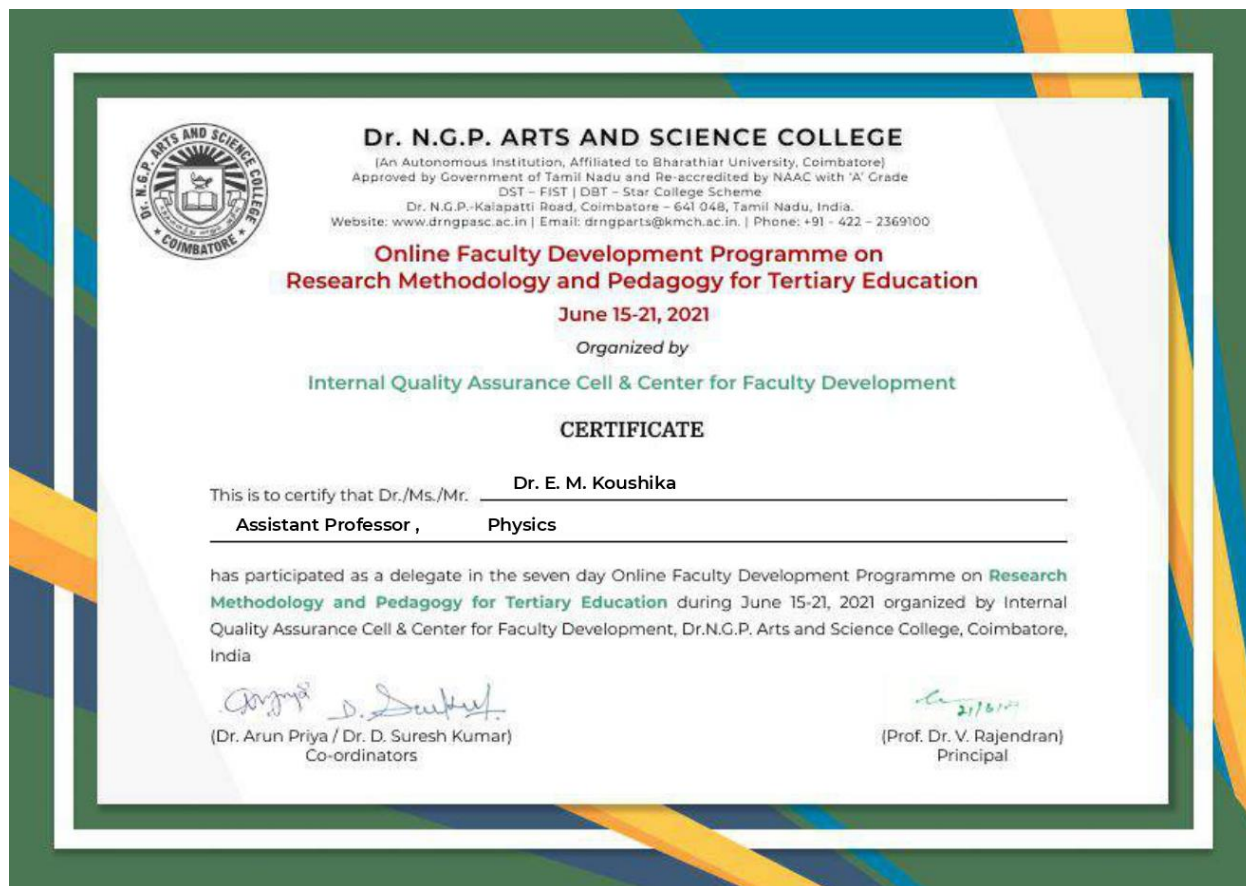 Dr. N.G.P. ARTS AND SCIENCE COLLEGE
COIMBATORE
Dr. N.G.P. ARTS AND SCIENCE COLLEGE
(An Autonomous Institution, Affiliated to Bharathiar University, Coimbatore)
Approved by Government of Tamil Nadu and Re-accredited by NAAC with 'A' Grade
DST – FIST | DBT – Star College Scheme
Dr. N.G.P.-Kalapatti Road, Coimbatore – 641 048, Tamil Nadu, India.
Website: www.drngpasc.ac.in | Email: drngparts@kmch.ac.in. | Phone: +91 - 422 – 2369100
Online Faculty Development Programme on
Research Methodology and Pedagogy for Tertiary Education
June 15-21, 2021
Organized by
Internal Quality Assurance Cell & Center for Faculty Development
CERTIFICATE
This is to certify that Dr./Ms./Mr. Dr. E. M. Koushika
Assistant Professor , Physics
has participated as a delegate in the seven day Online Faculty Development Programme on Research
Methodology and Pedagogy for Tertiary Education during June 15-21, 2021 organized by Internal
Quality Assurance Cell & Center for Faculty Development, Dr.N.G.P. Arts and Science College, Coimbatore,
India
(Dr. Arun Priya / Dr. D. Suresh Kumar)
Co-ordinators
(Prof. Dr. V. Rajendran)
Principal